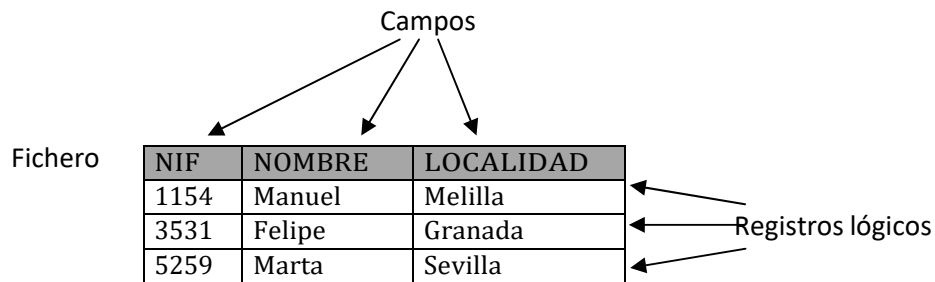 Campos
Fichero
NIF NOMBRE LOCALIDAD
1154 Manuel Melilla
3531 Felipe Granada
5259 Marta Sevilla
Registros lógicos